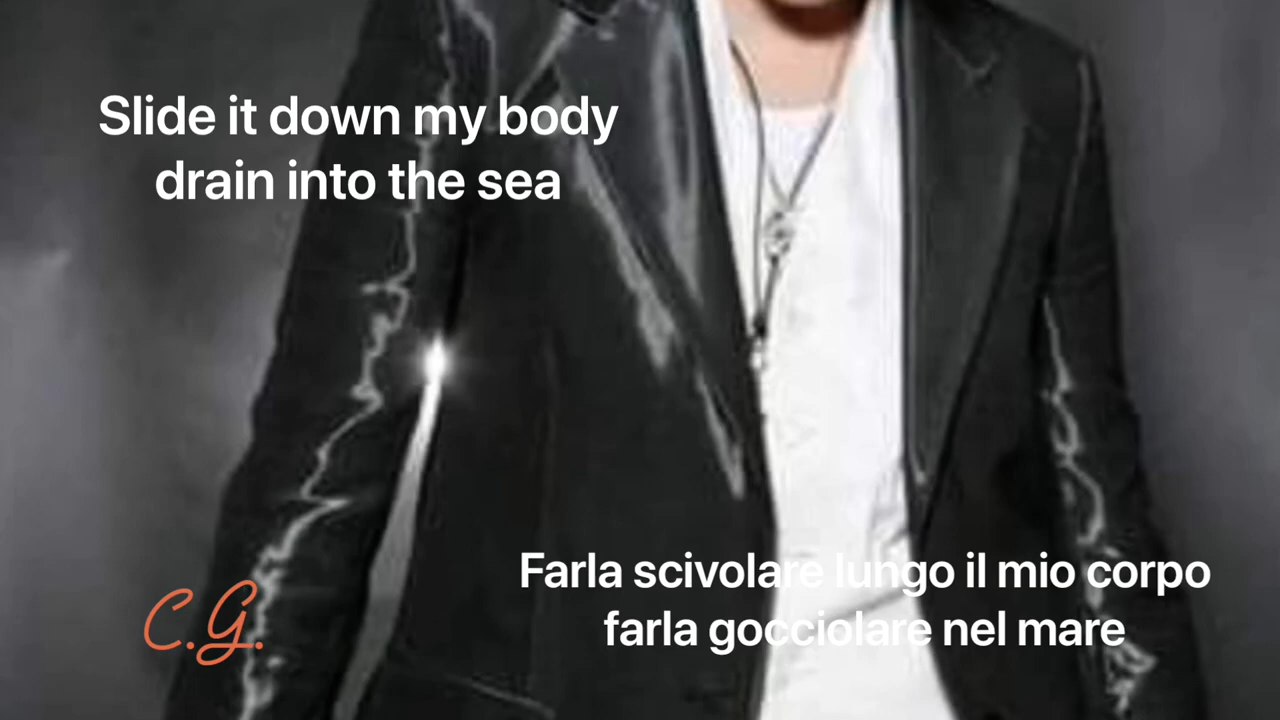 Slide it down my body
drain into the sea
Farla scivolare lungo il mio corpo
farla gocciolare nel mare
C.G.